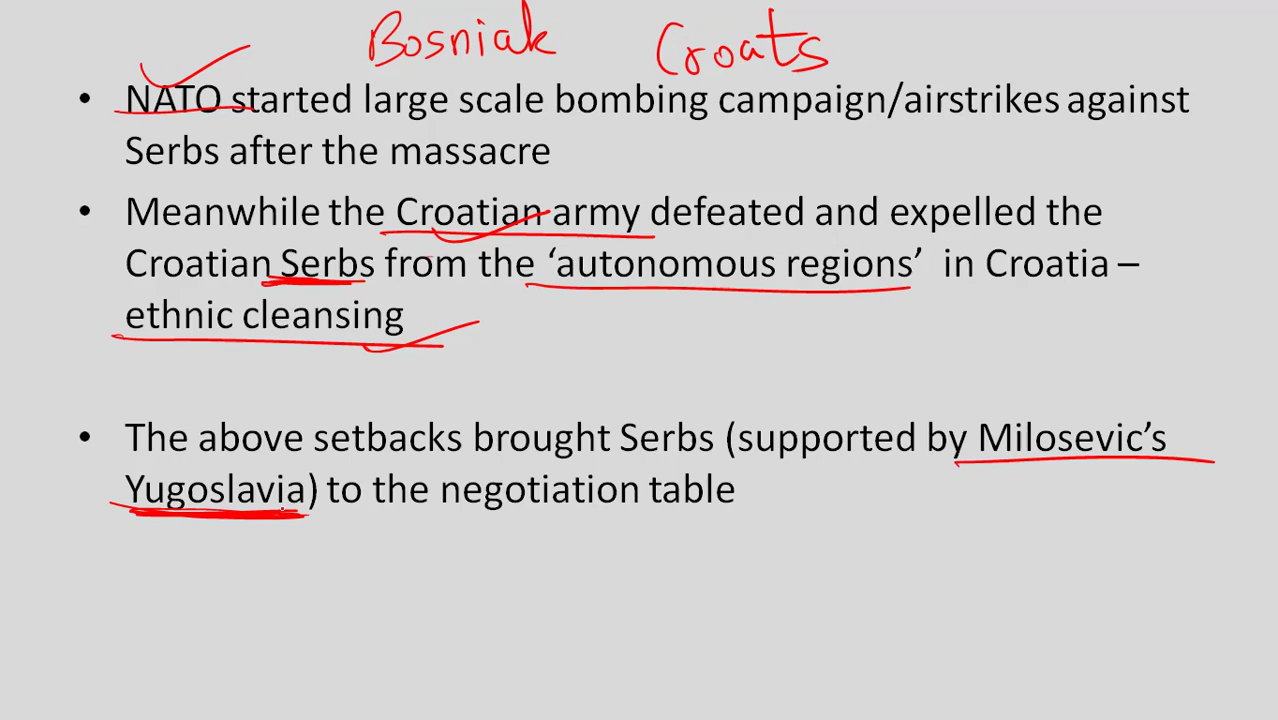 Bosniak Croats
• NATO started large scale bombing campaign/airstrikes against
Serbs after the massacre
• Meanwhile the Croatian army defeated and expelled the
Croatian Serbs from the ‘autonomous regions’ in Croatia –
ethnic cleansing
• The above setbacks brought Serbs (supported by Milosevic’s
Yugoslavia) to the negotiation table